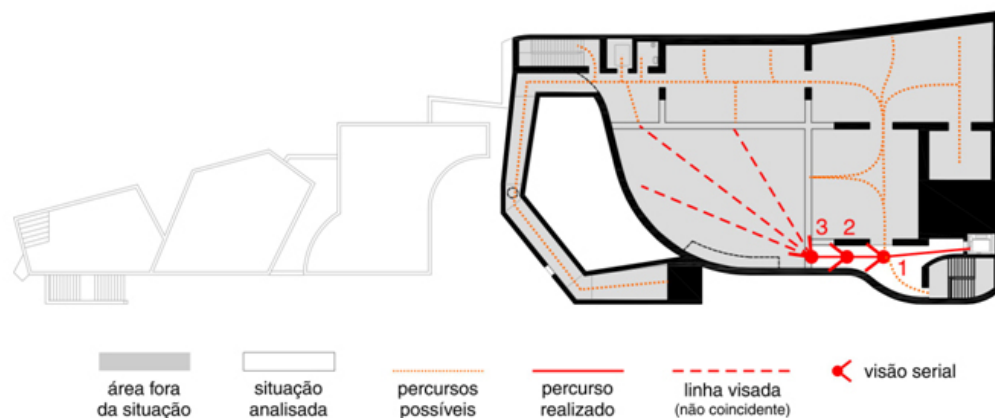 3 2
1
área fora
da situação
situação
analisada
percursos
possíveis
percurso
realizado
linha visada
(não coincidente)
visão serial